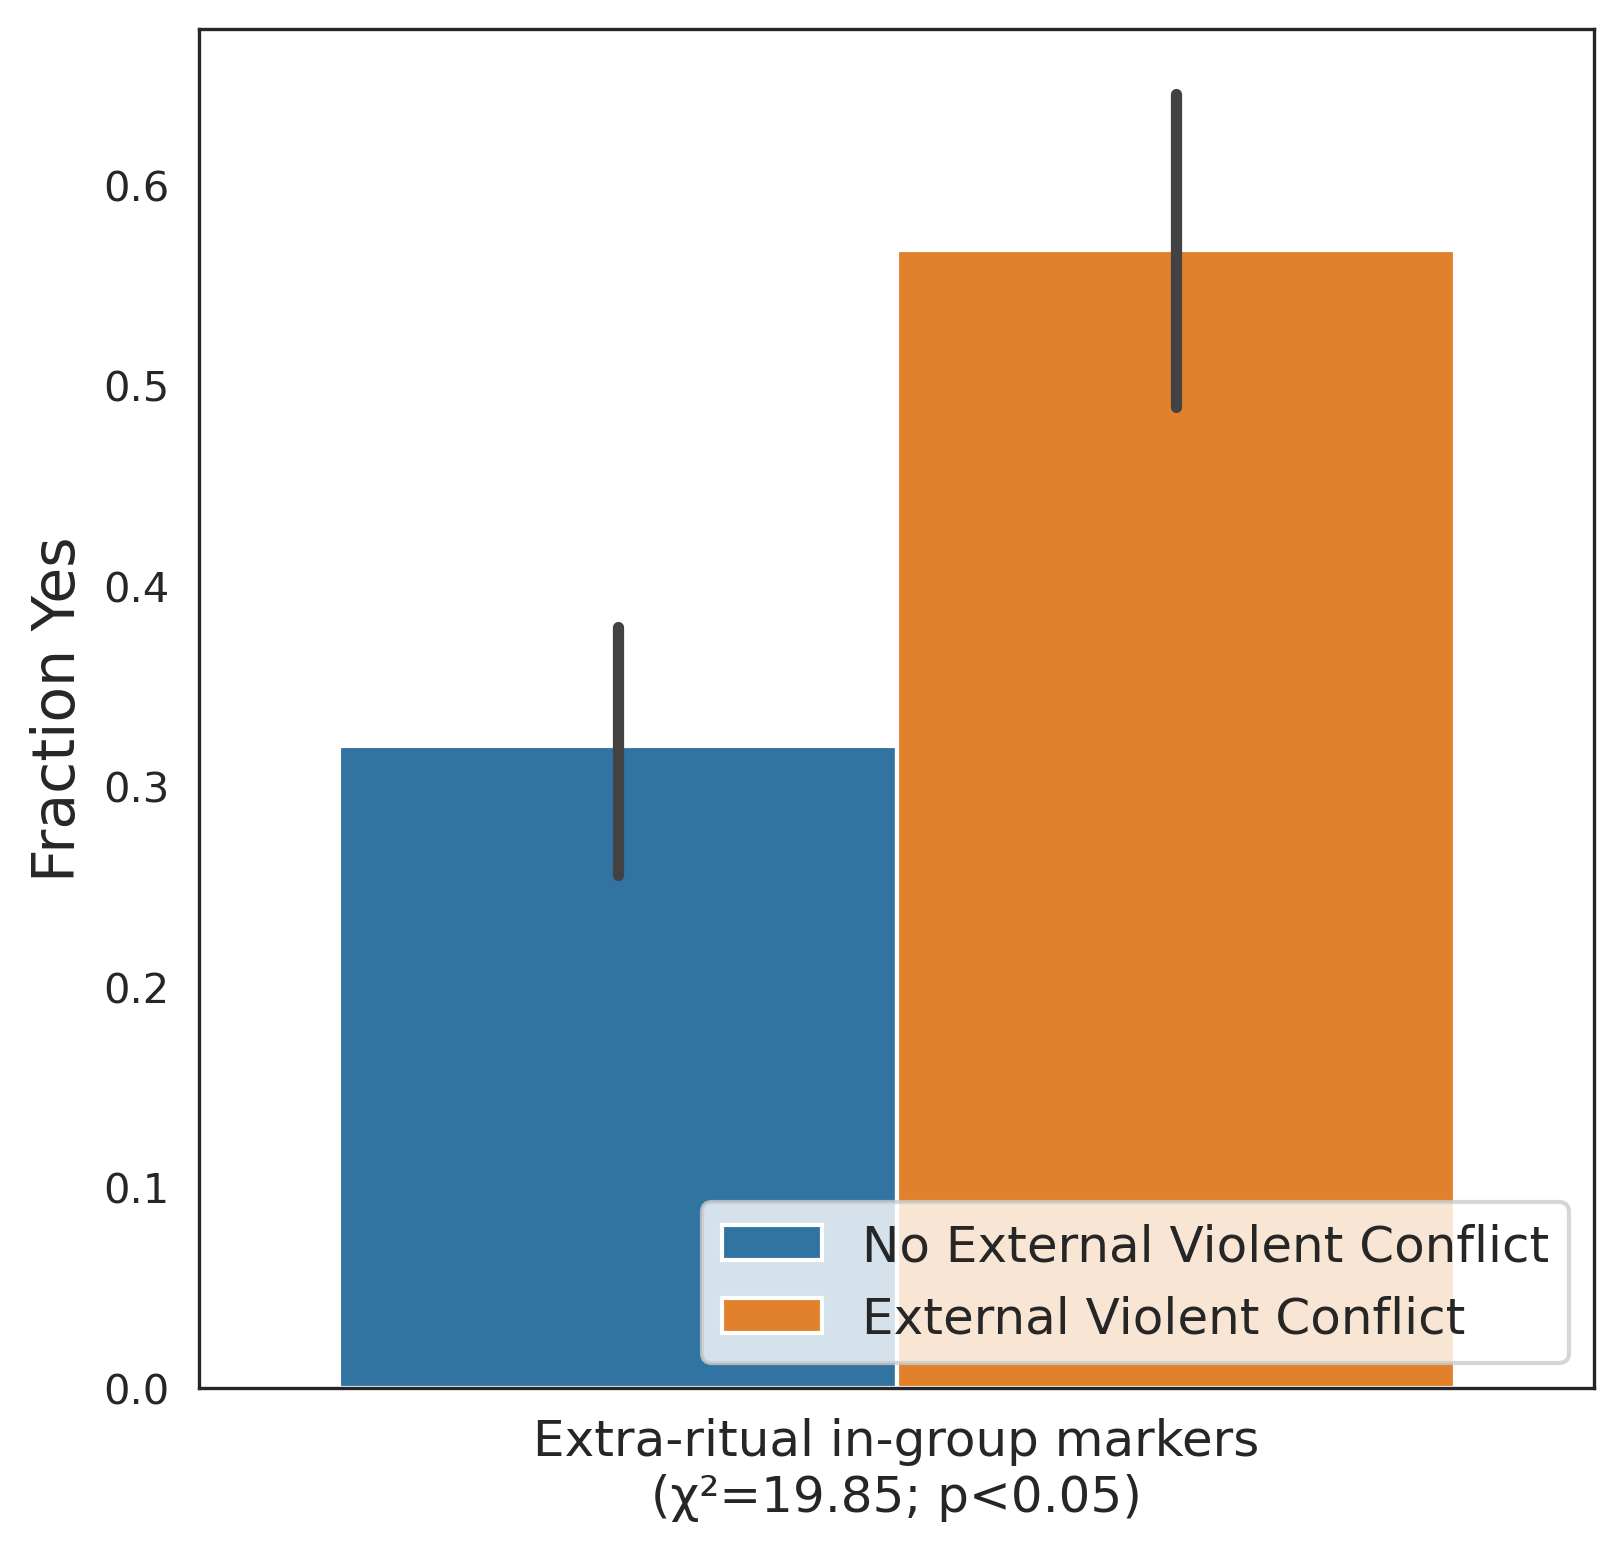 0.6
0.5
0.4
0.3
0.2
0.1
0.0
Fraction Yes
No External Violent Conflict
External Violent Conflict
Extra-ritual in-group markers
(χ²=19.85; p<0.05)